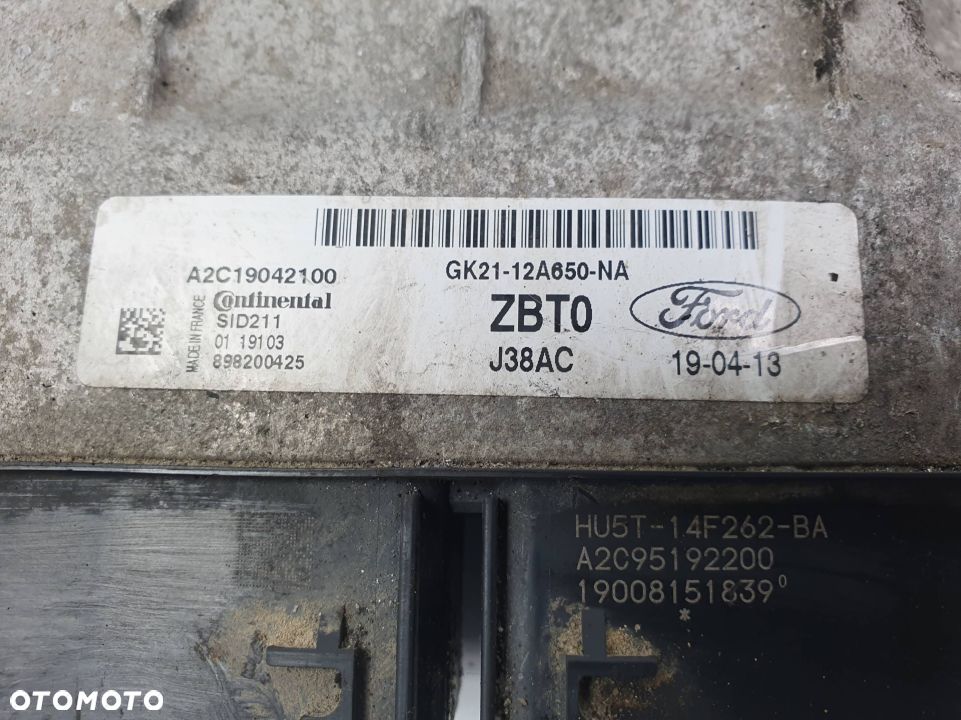 A2C19042100
Continental
SID211
01 19103
898200425
MADE IN FRANCE
GK21-12A650-NA
ZBT0
Ford
J38AC
19-04-13
HU5T-14F262-BA
A2C95192200
19008151839⁰
*
OTOMOTO